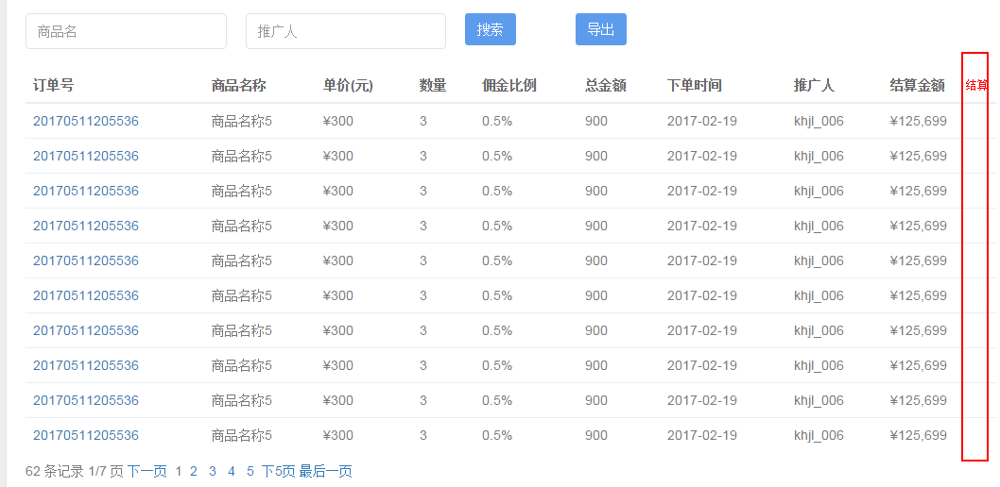 商品名 推广人 搜索 导出
订单号 商品名称 单价(元) 数量 佣金比例 总金额 下单时间 推广人 结算金额 结算
20170511205536 商品名称5 ¥300 3 0.5% 900 2017-02-19 khjl_006 ¥125,699
20170511205536 商品名称5 ¥300 3 0.5% 900 2017-02-19 khjl_006 ¥125,699
20170511205536 商品名称5 ¥300 3 0.5% 900 2017-02-19 khjl_006 ¥125,699
20170511205536 商品名称5 ¥300 3 0.5% 900 2017-02-19 khjl_006 ¥125,699
20170511205536 商品名称5 ¥300 3 0.5% 900 2017-02-19 khjl_006 ¥125,699
20170511205536 商品名称5 ¥300 3 0.5% 900 2017-02-19 khjl_006 ¥125,699
20170511205536 商品名称5 ¥300 3 0.5% 900 2017-02-19 khjl_006 ¥125,699
20170511205536 商品名称5 ¥300 3 0.5% 900 2017-02-19 khjl_006 ¥125,699
20170511205536 商品名称5 ¥300 3 0.5% 900 2017-02-19 khjl_006 ¥125,699
20170511205536 商品名称5 ¥300 3 0.5% 900 2017-02-19 khjl_006 ¥125,699
62 条记录 1/7 页 下一页 1 2 3 4 5 下5页 最后一页